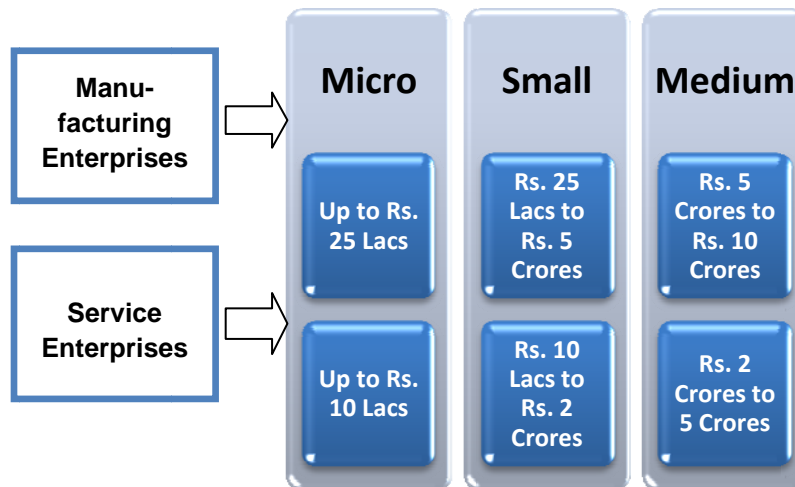 Manu-
facturing
Enterprises
Micro
Small
Medium
Up to Rs.
25 Lacs
Rs. 25
Lacs to
Rs. 5
Crores
Rs. 5
Crores to
Rs. 10
Crores
Service
Enterprises
Up to Rs.
10 Lacs
Rs. 10
Lacs to
Rs. 2
Crores
Rs. 2
Crores to
5 Crores